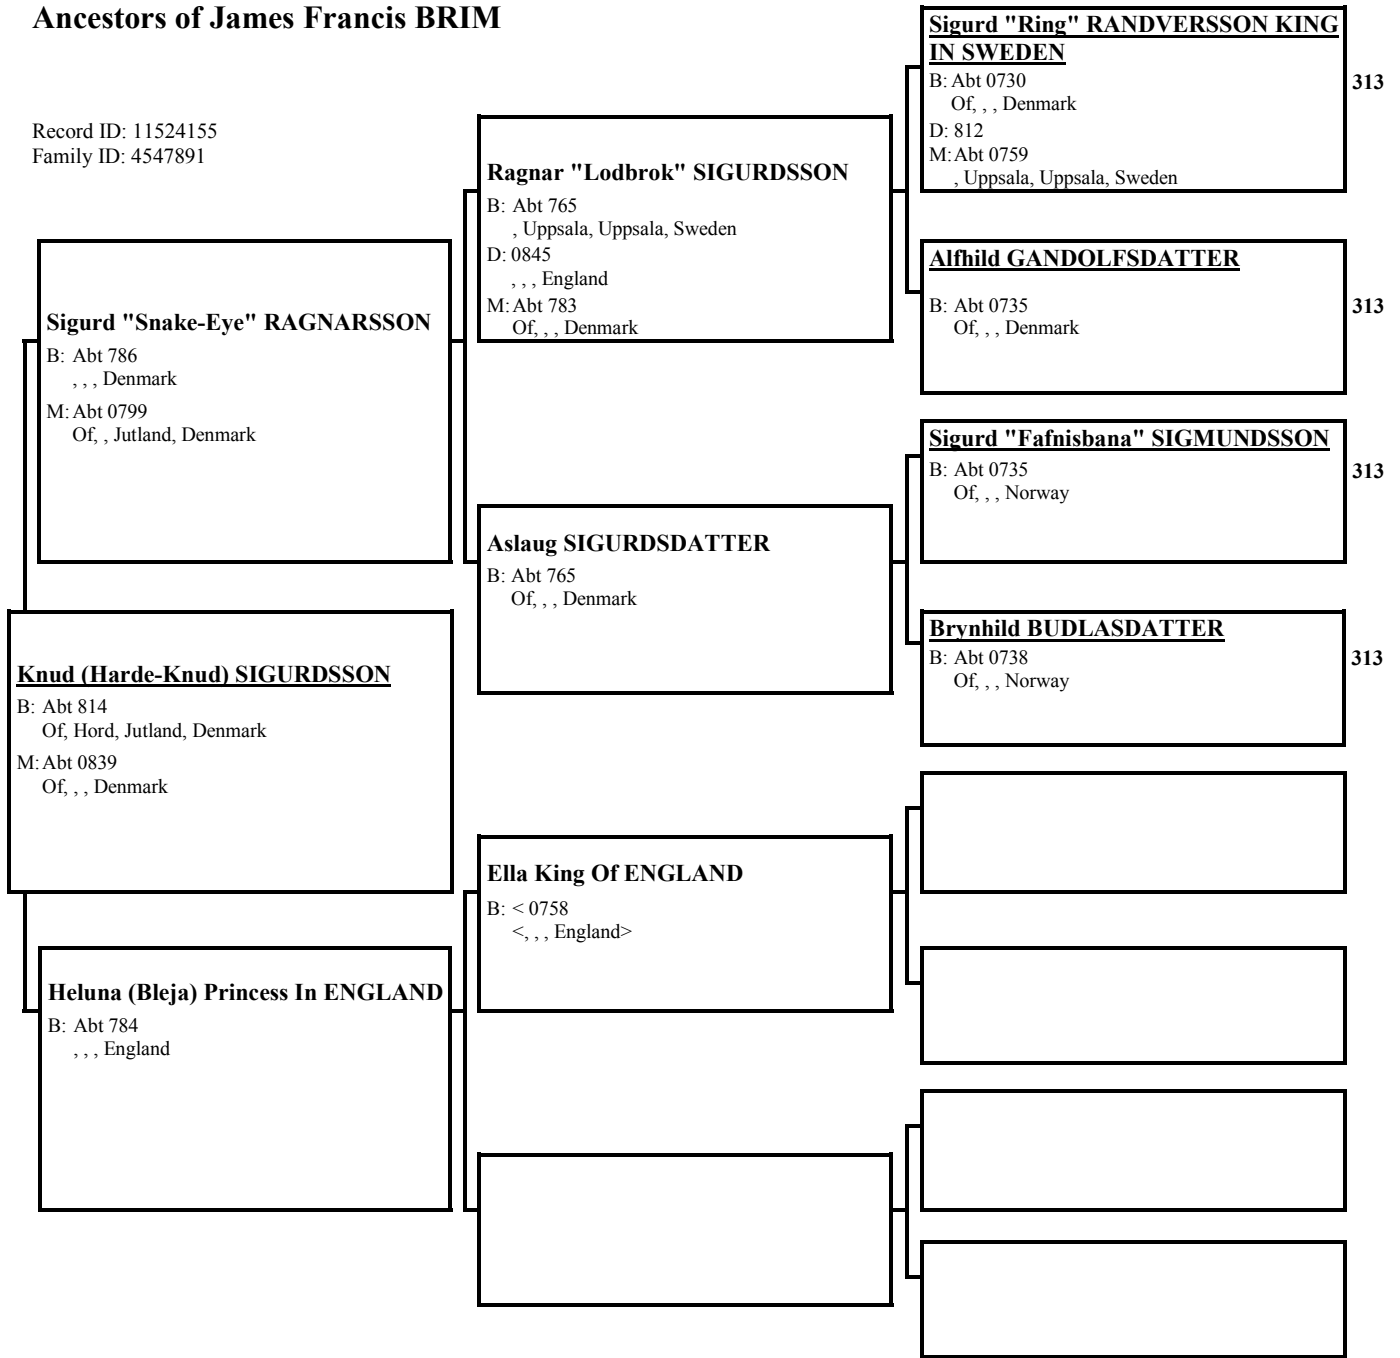 Ancestors of James Francis BRIM
Record ID: 11524155
Family ID: 4547891
Sigurd "Ring" RANDVERSSON KING
IN SWEDEN
B: Abt 0730
Of, , , Denmark
D: 812
M: Abt 0759
, Uppsala, Uppsala, Sweden
313
Ragnar "Lodbrok" SIGURDSSON
B: Abt 765
, Uppsala, Uppsala, Sweden
D: 0845
, , , England
M: Abt 783
Of, , , Denmark
Alfhild GANDOLFSDATTER
B: Abt 0735
Of, , , Denmark
313
Sigurd "Snake-Eye" RAGNARSSON
B: Abt 786
, , , Denmark
M: Abt 0799
Of, , Jutland, Denmark
Sigurd "Fafnisbana" SIGMUNDSSON
B: Abt 0735
Of, , , Norway
313
Aslaug SIGURDSDATTER
B: Abt 765
Of, , , Denmark
Brynhild BUDLASDATTER
B: Abt 0738
Of, , , Norway
313
Knud (Harde-Knud) SIGURDSSON
B: Abt 814
Of, Hord, Jutland, Denmark
M: Abt 0839
Of, , , Denmark
Ella King Of ENGLAND
B: < 0758
<, , , England>
Heluna (Bleja) Princess In ENGLAND
B: Abt 784
, , , England